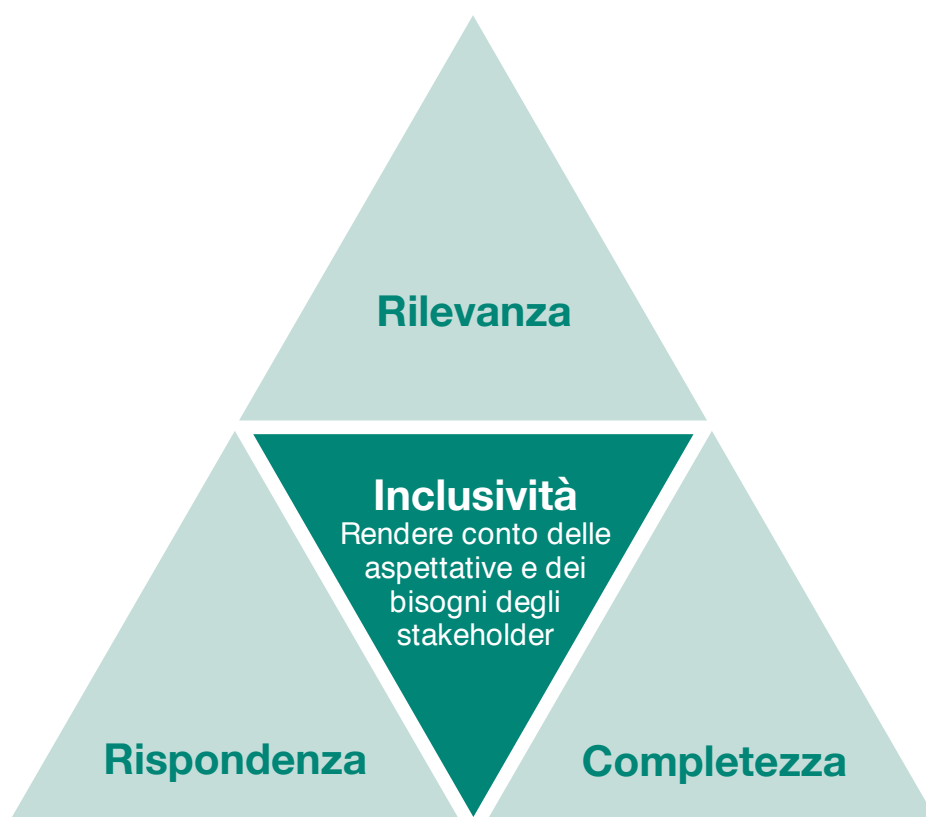 Rilevanza
Inclusività
Rendere conto delle
aspettative e dei
bisogni degli
stakeholder
Rispondenza
Completezza